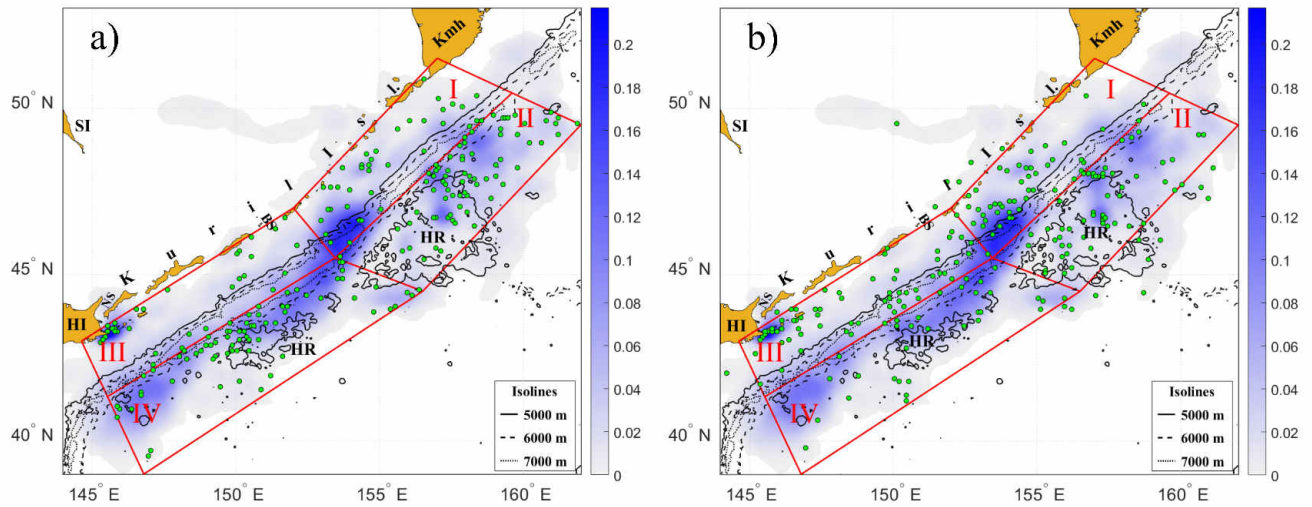 a)
Kmh
I
II
SI
50° N
K u r i l I s l.
Bs
HR
45° N
S
HI
III
HR
IV
40° N
Isolines
5000 m
6000 m
7000 m
145° E
150° E
155° E
160° E
0.2
0.18
0.16
0.14
0.12
0.1
0.08
0.06
0.04
0.02
0
b)
Kmh
I
II
SI
50° N
K u r i l I s l.
HR
45° N
S
HI
III
HR
IV
40° N
Isolines
5000 m
6000 m
7000 m
145° E
150° E
155° E
160° E
0.2
0.18
0.16
0.14
0.12
0.1
0.08
0.06
0.04
0.02
0